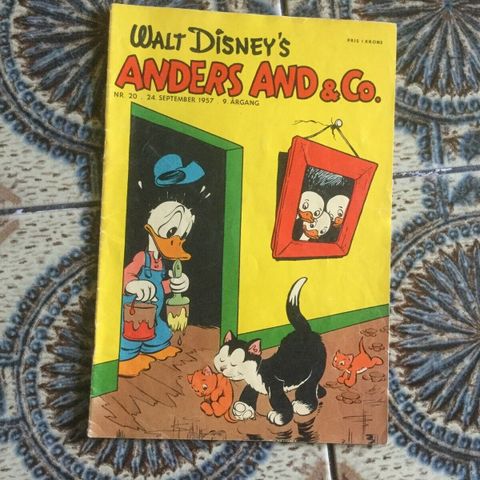 WALT DISNEY'S
PRIS 1 KRONE
ANDERS AND & Co.
NR. 20 . 24. SEPTEMBER 1957 . 9. ÅRGANG